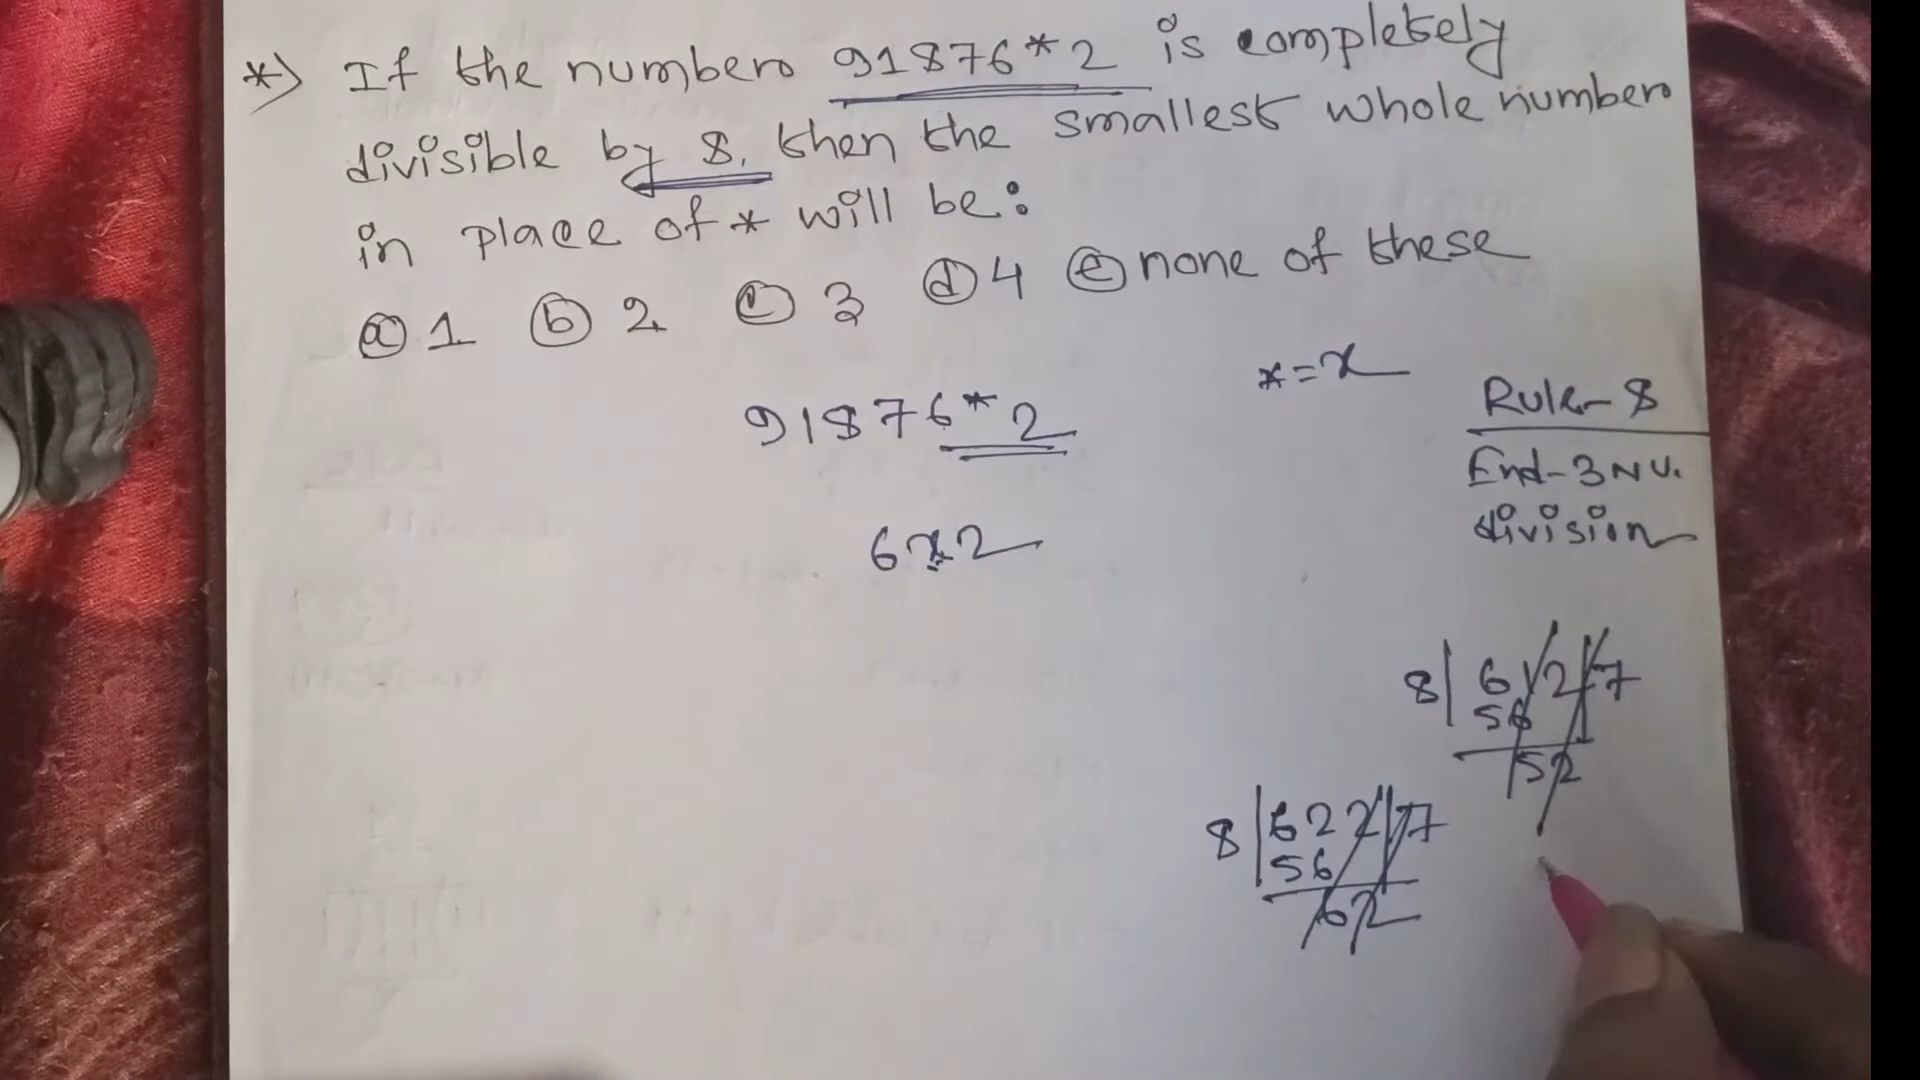 *) If the number 91876*2 is completely
divisible by 8, then the smallest whole number
in place of * will be:
ⓐ 1 ⓑ 2 ⓒ 3 ⓓ 4 ⓔ none of these
* = x
91876*2
Rule-8
End-3 NU.
division
6x2
8| 612 |7
56
52
8| 622 |7
56
62